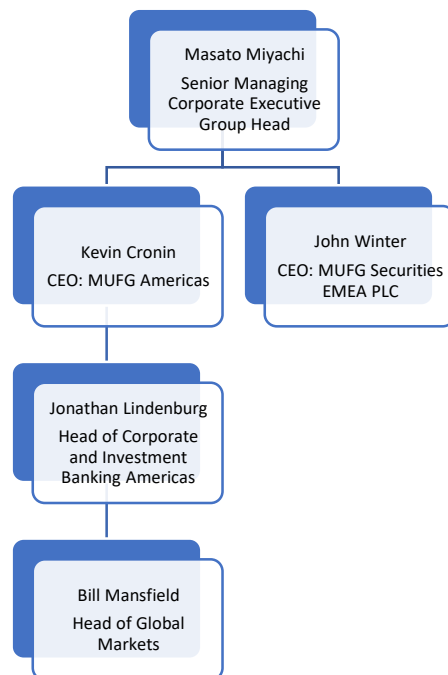 Masato Miyachi
Senior Managing
Corporate Executive
Group Head
Kevin Cronin
CEO: MUFG Americas
John Winter
CEO: MUFG Securities
EMEA PLC
Jonathan Lindenburg
Head of Corporate
and Investment
Banking Americas
Bill Mansfield
Head of Global
Markets